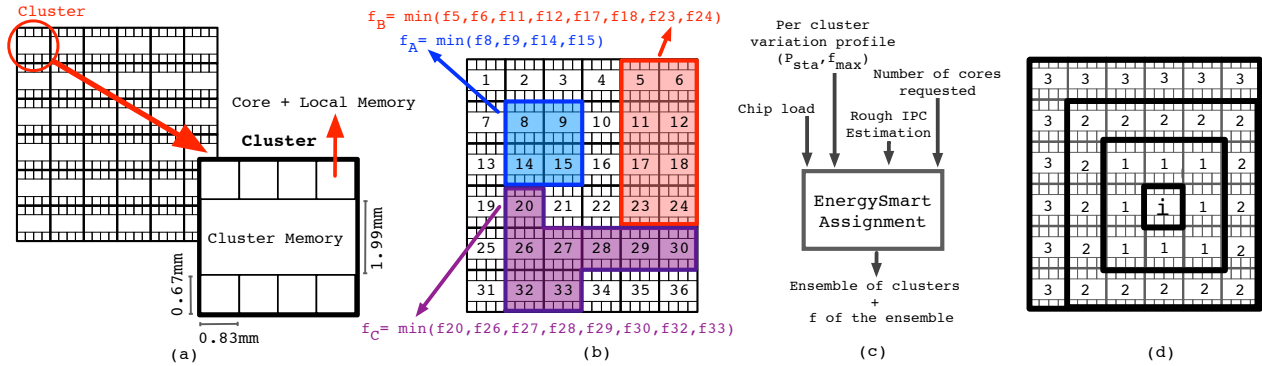 Cluster
Core + Local Memory
Cluster
Cluster Memory
1.99mm
0.67mm
0.83mm
(a)
f_B= min(f5,f6,f11,f12,f17,f18,f23,f24)
f_A= min(f8,f9,f14,f15)
1 2 3 4 5 6
7 8 9 10 11 12
13 14 15 16 17 18
19 20 21 22 23 24
25 26 27 28 29 30
31 32 33 34 35 36
f_C= min(f20,f26,f27,f28,f29,f30,f32,f33)
(b)
Per cluster
variation profile
(P_sta,f_max)
Number of cores
requested
Chip load
Rough IPC
Estimation
EnergySmart
Assignment
Ensemble of clusters
+
f of the ensemble
(c)
3 3 3 3 3 3
3 2 2 2 2 2
3 2 1 1 1 2
3 2 1 i 1 2
3 2 1 1 1 2
3 2 2 2 2 2
(d)